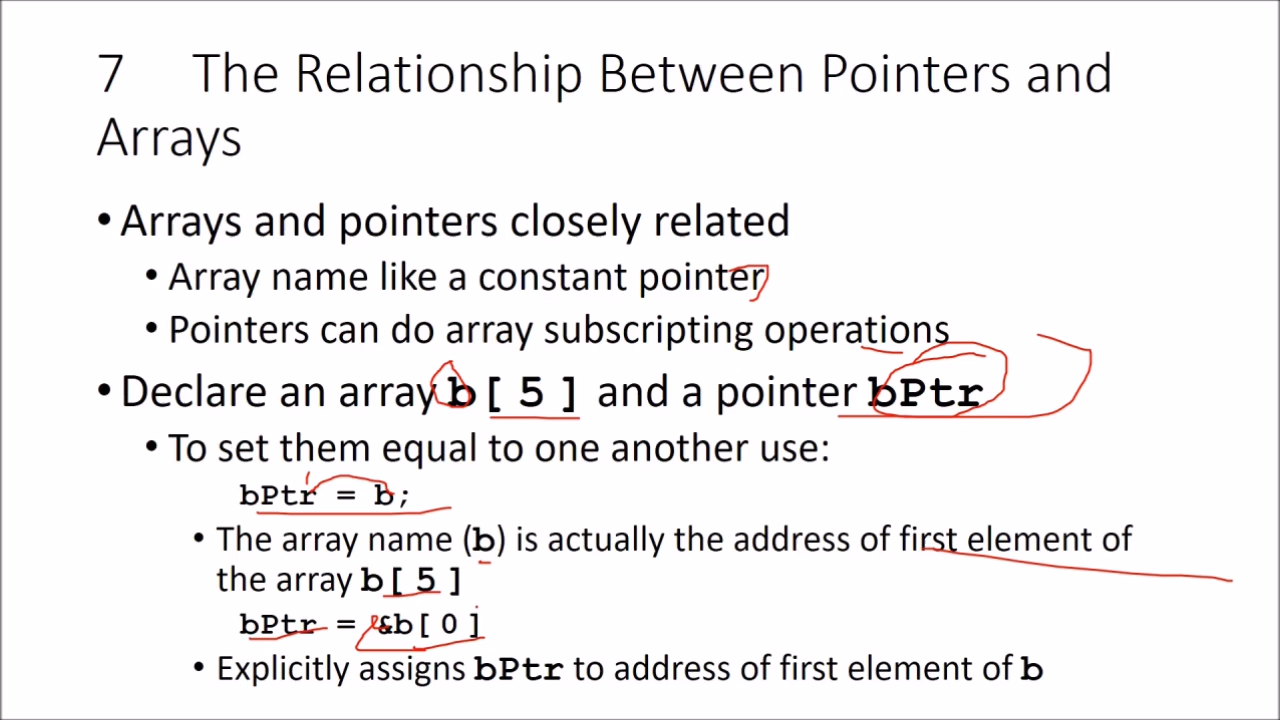 7 The Relationship Between Pointers and
Arrays
• Arrays and pointers closely related
• Array name like a constant pointer
• Pointers can do array subscripting operations
• Declare an array b[5] and a pointer bPtr
• To set them equal to one another use:
bPtr = b;
• The array name (b) is actually the address of first element of
the array b[5]
bPtr = &b[0]
• Explicitly assigns bPtr to address of first element of b